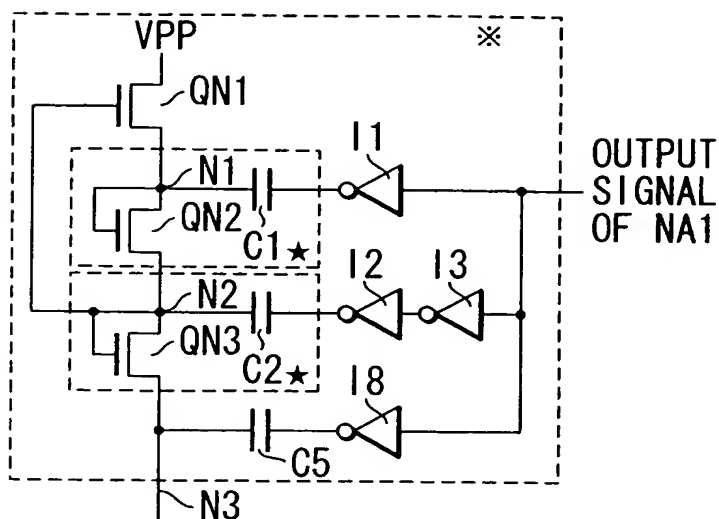 VPP
※
QN1
I1
OUTPUT
SIGNAL
OF NA1
N1
QN2
C1★
I2
I3
N2
QN3
C2★
I8
C5
N3